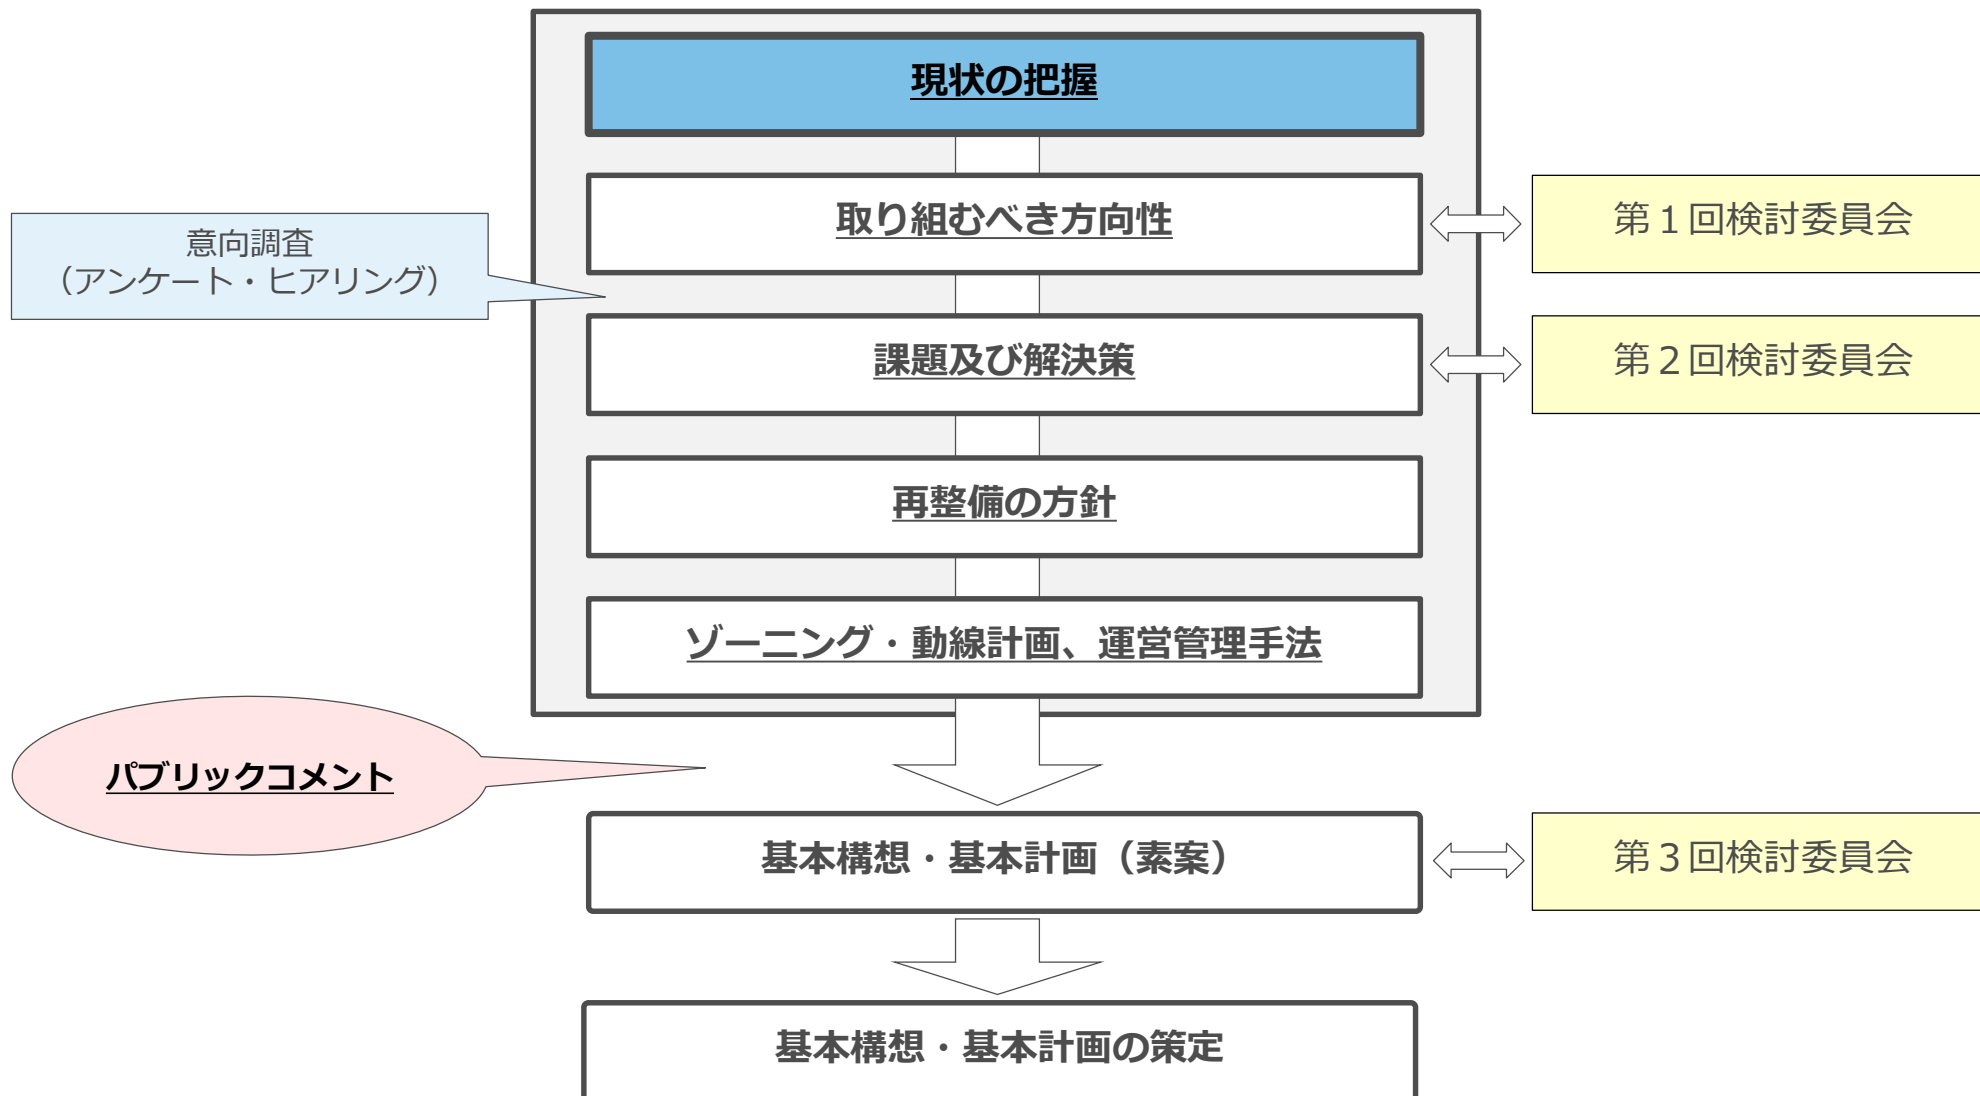 現状の把握
取り組むべき方向性
第１回検討委員会
意向調査
（アンケート・ヒアリング）
課題及び解決策
第２回検討委員会
再整備の方針
ゾーニング・動線計画、運営管理手法
パブリックコメント
基本構想・基本計画（素案）
第３回検討委員会
基本構想・基本計画の策定